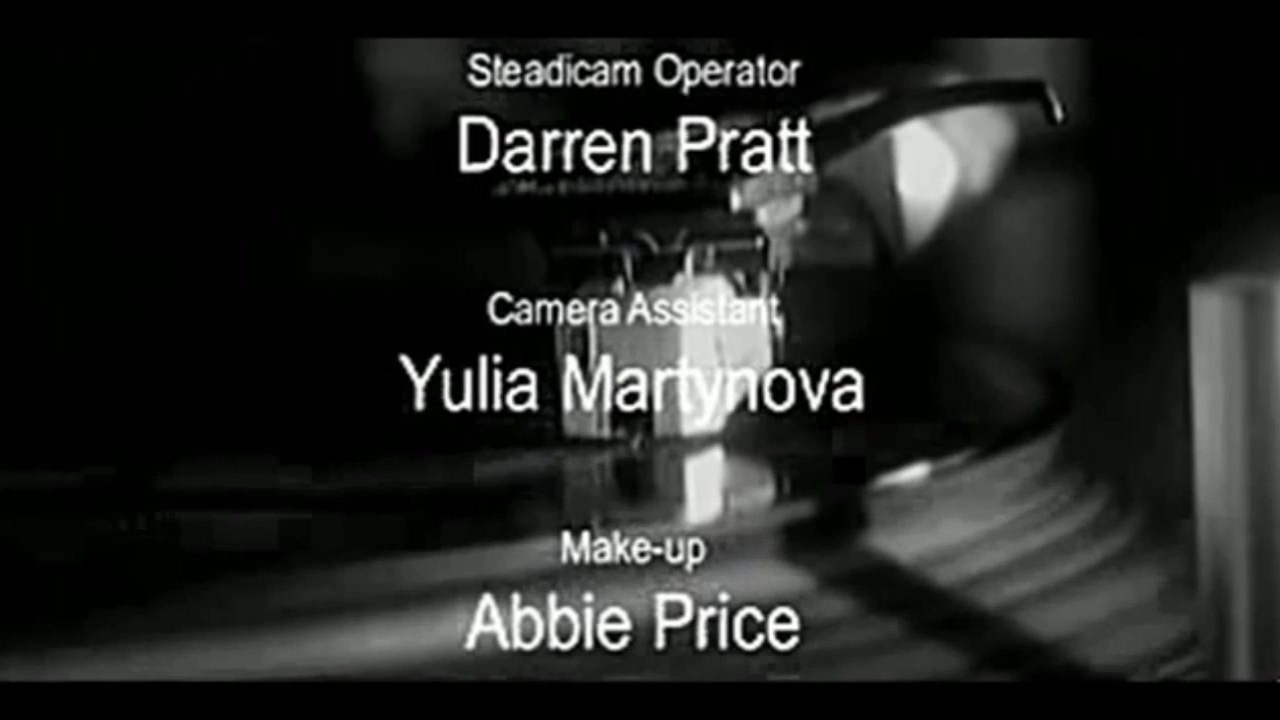 Steadicam Operator
Darren Pratt
Camera Assistant
Yulia Martynova
Make-up
Abbie Price